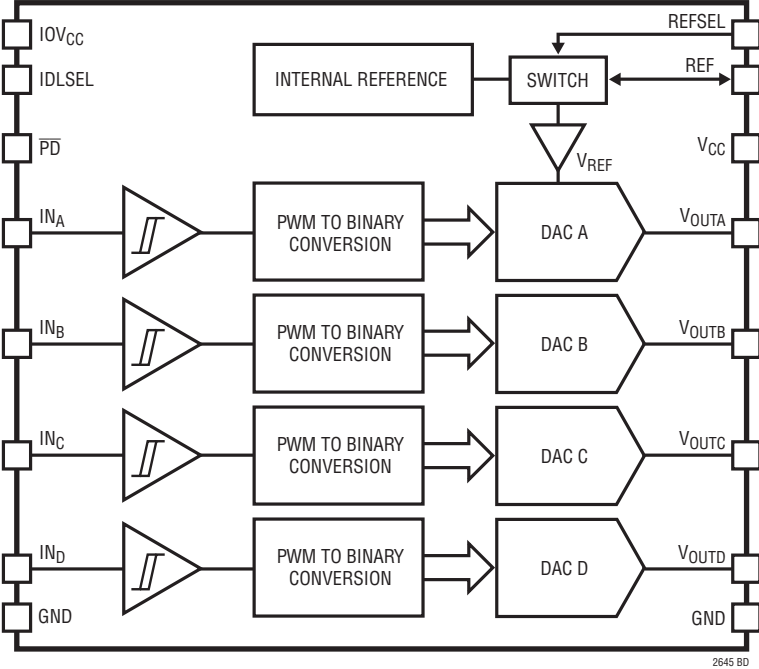 REFSEL
IOVCC
IDLSEL
INTERNAL REFERENCE
SWITCH
REF
PD
VCC
VREF
INA
PWM TO BINARY
CONVERSION
DAC A
VOUTA
INB
PWM TO BINARY
CONVERSION
DAC B
VOUTB
INC
PWM TO BINARY
CONVERSION
DAC C
VOUTC
IND
PWM TO BINARY
CONVERSION
DAC D
VOUTD
GND
GND
2645 BD